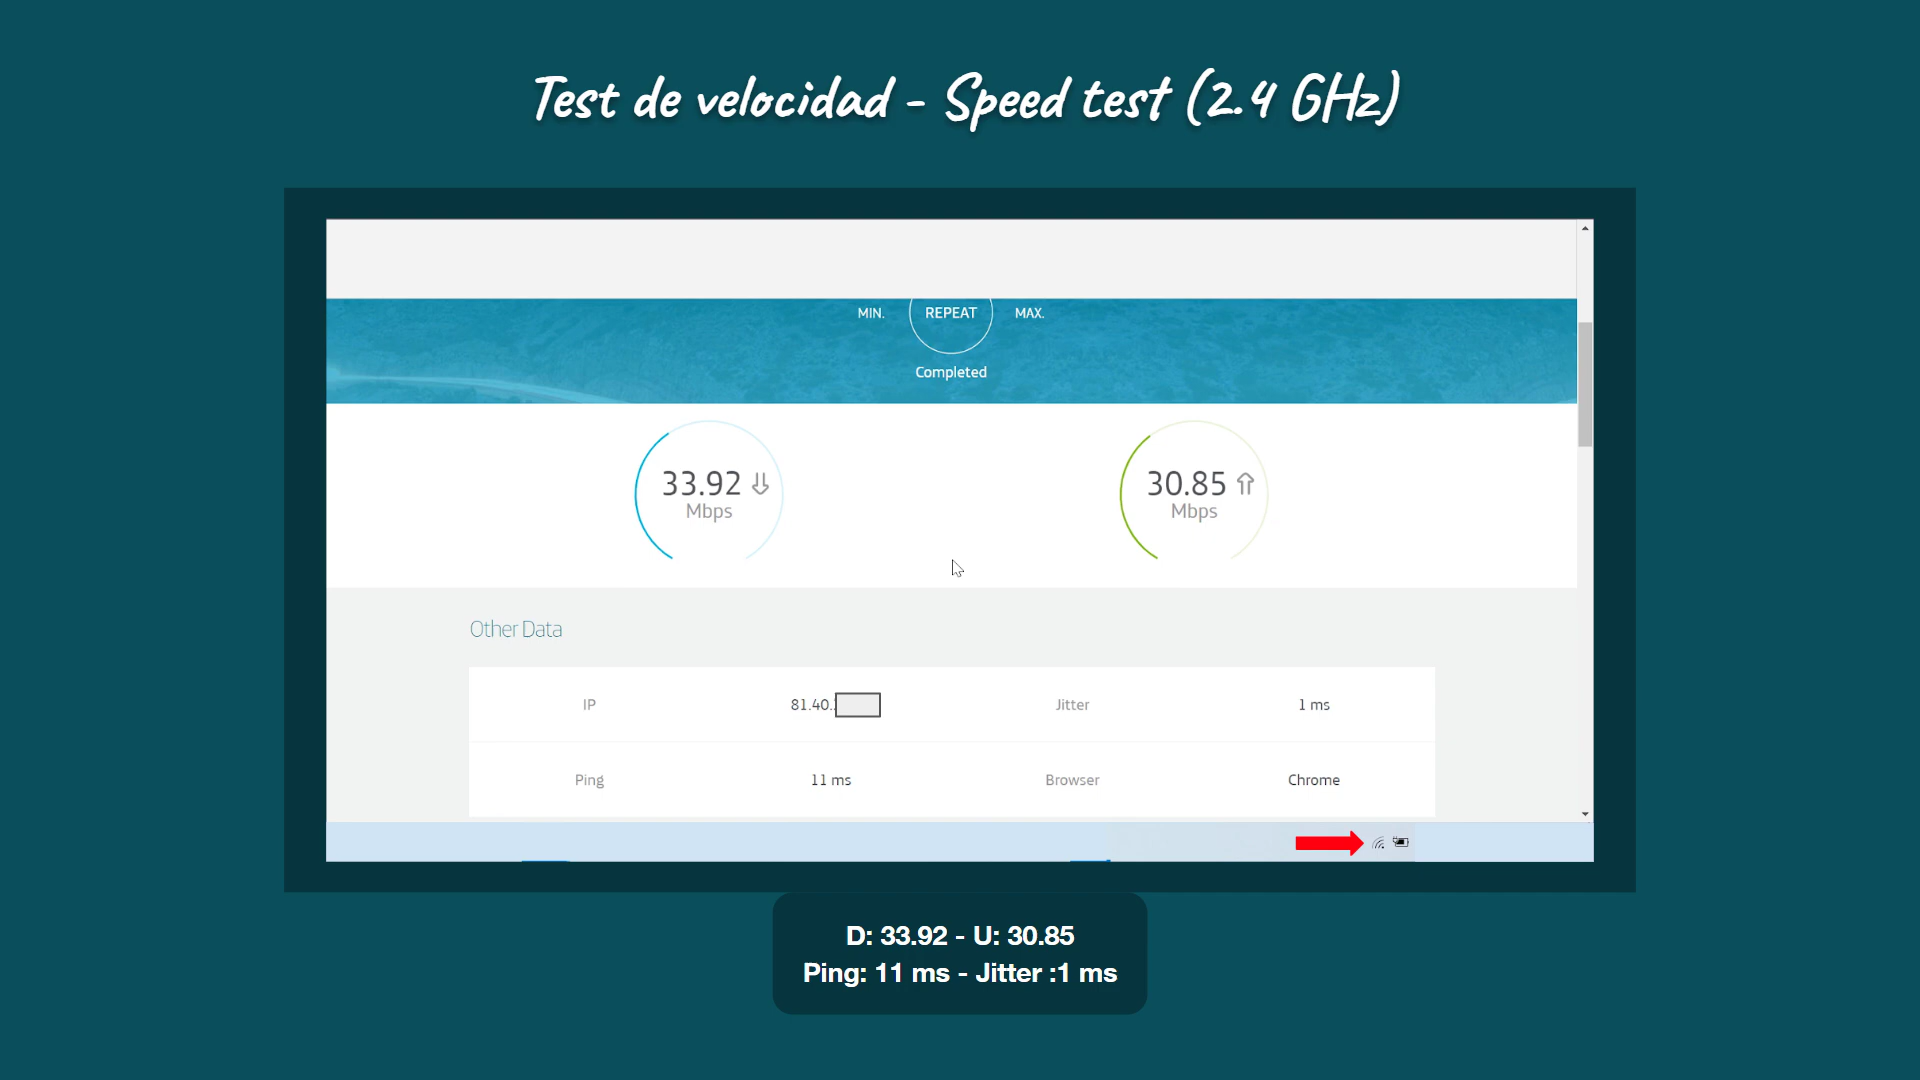 Test de velocidad - Speed test (2.4 GHz)
MIN. REPEAT MAX.
Completed
33.92
Mbps
30.85
Mbps
Other Data
IP 81.40. Jitter 1 ms
Ping 11 ms Browser Chrome
D: 33.92 - U: 30.85
Ping: 11 ms - Jitter :1 ms